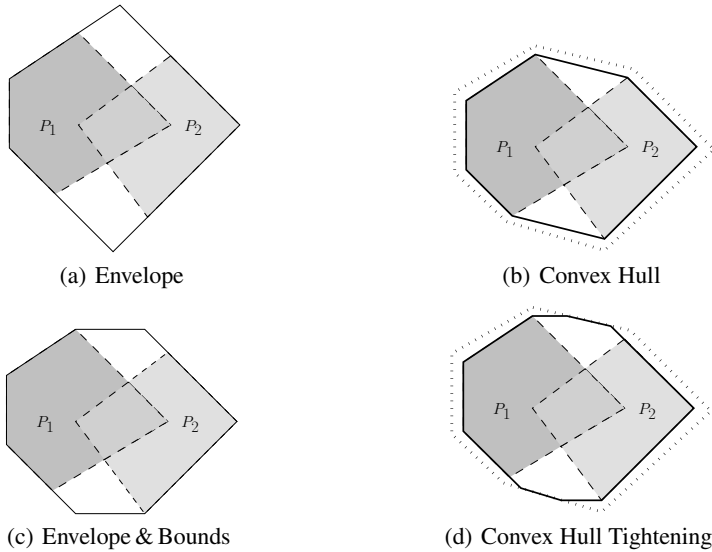 P1 P2
P1 P2
(a) Envelope
(b) Convex Hull
P1 P2
P1 P2
(c) Envelope & Bounds
(d) Convex Hull Tightening